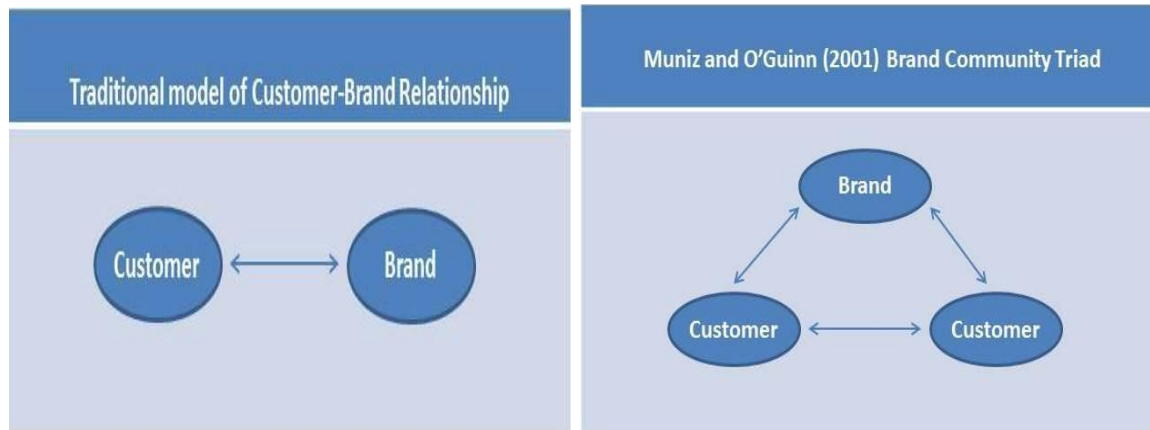 Traditional model of Customer-Brand Relationship
Customer
Brand
Muniz and O'Guinn (2001) Brand Community Triad
Brand
Customer
Customer